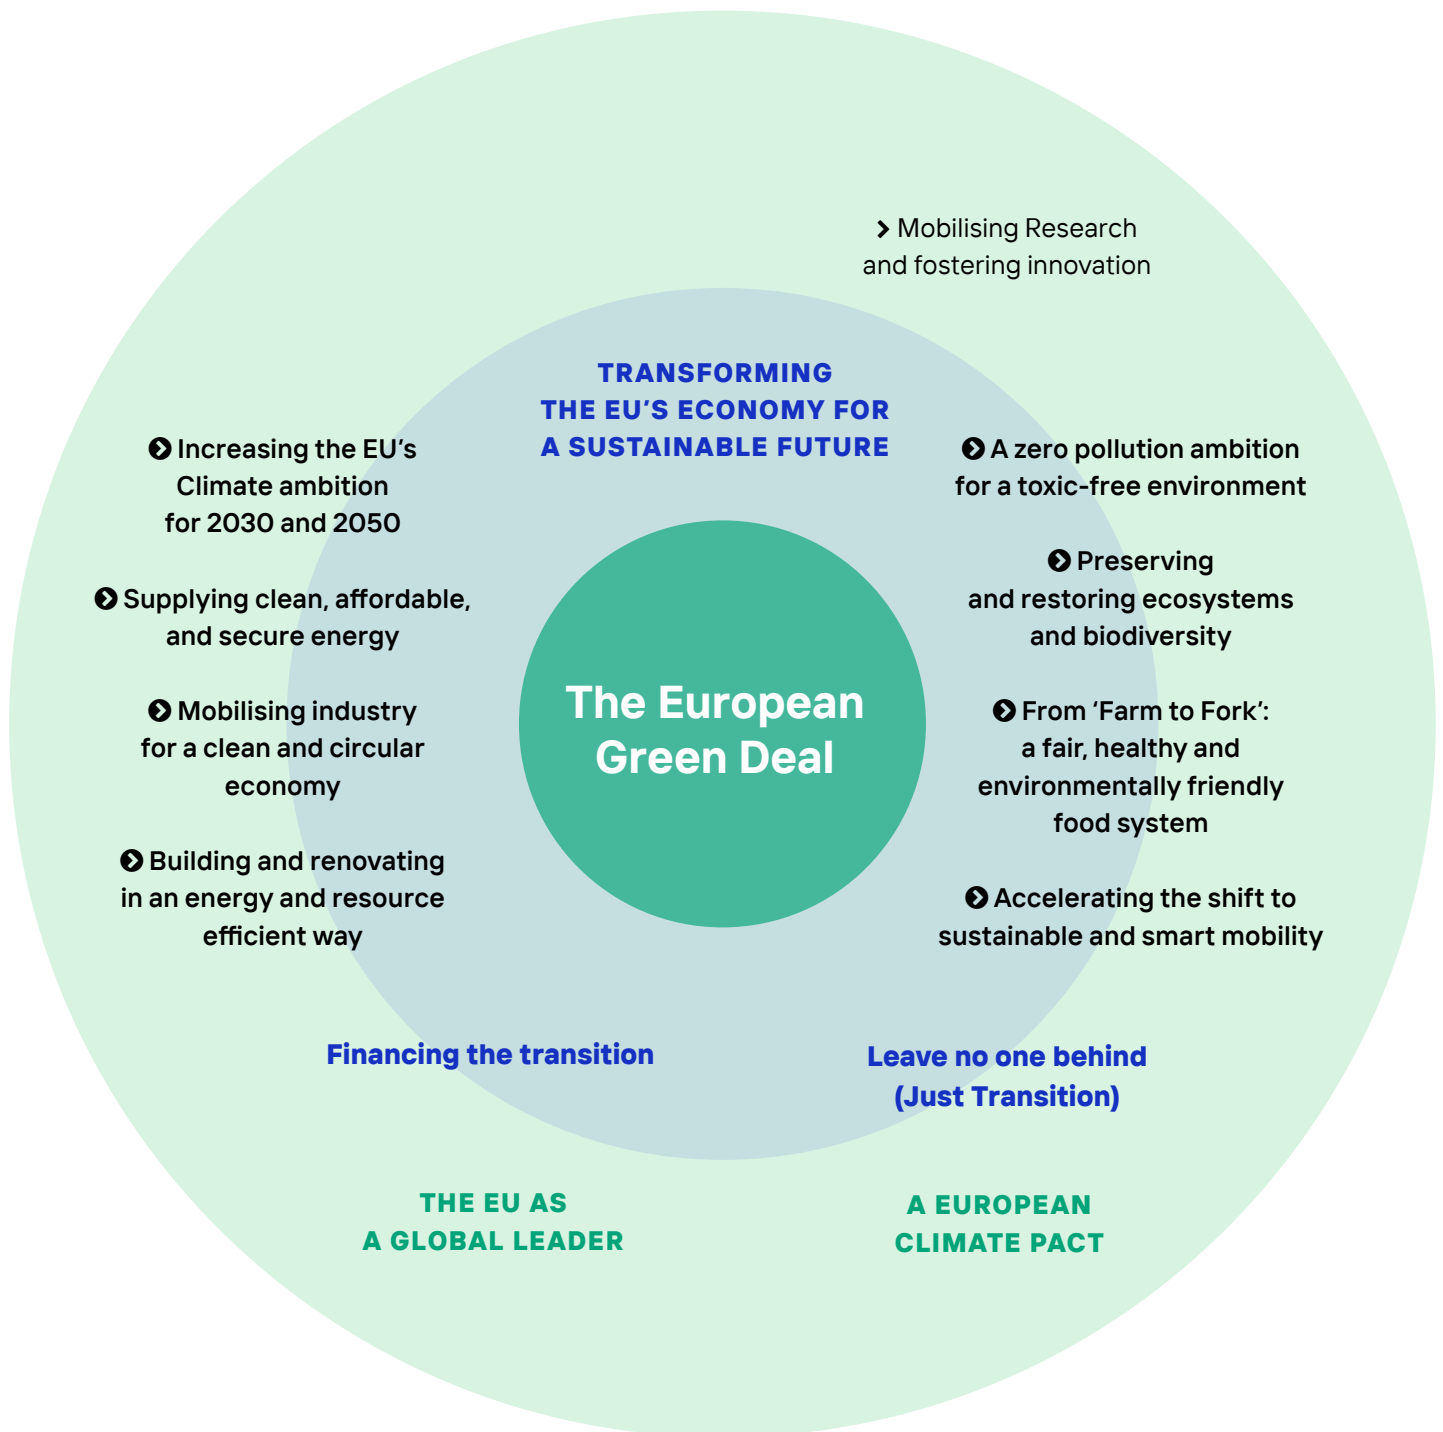 Mobilising Research
and fostering innovation
TRANSFORMING
THE EU'S ECONOMY FOR
A SUSTAINABLE FUTURE
Increasing the EU's
Climate ambition
for 2030 and 2050
Supplying clean, affordable,
and secure energy
Mobilising industry
for a clean and circular
economy
Building and renovating
in an energy and resource
efficient way
The European
Green Deal
A zero pollution ambition
for a toxic-free environment
Preserving
and restoring ecosystems
and biodiversity
From ‘Farm to Fork’:
a fair, healthy and
environmentally friendly
food system
Accelerating the shift to
sustainable and smart mobility
Financing the transition
Leave no one behind
(Just Transition)
THE EU AS
A GLOBAL LEADER
A EUROPEAN
CLIMATE PACT